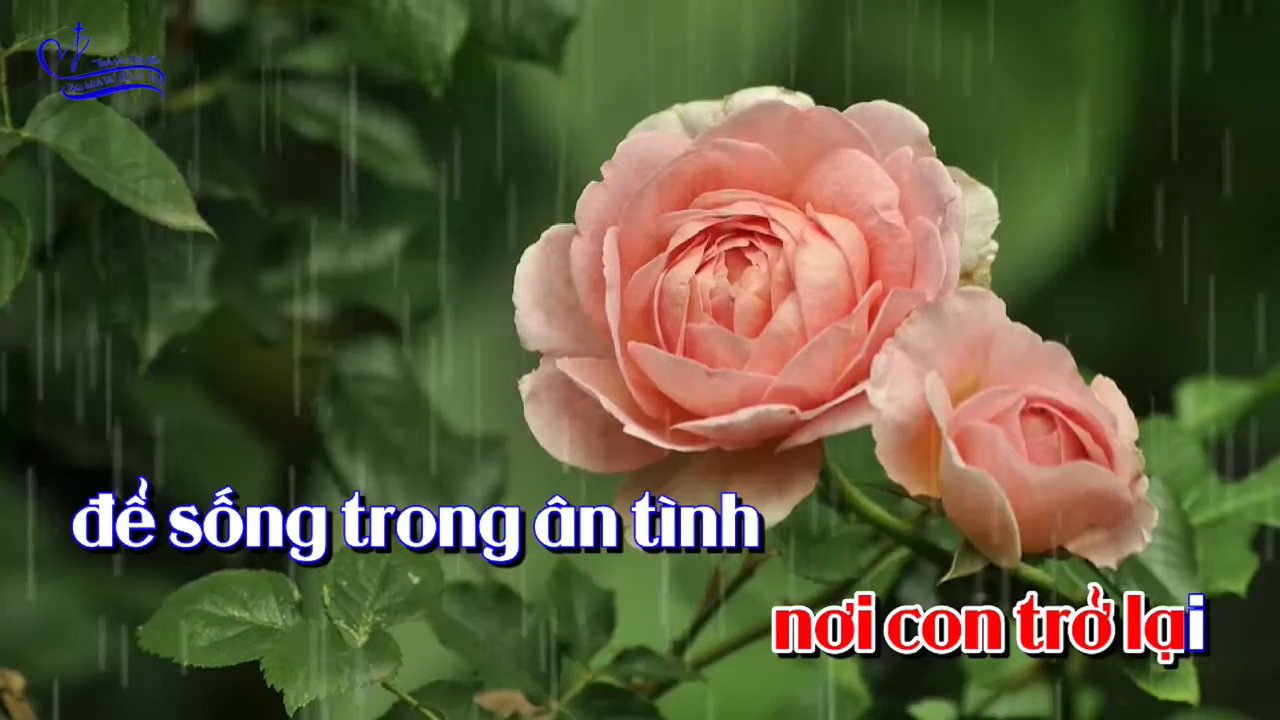 để sống trong ân tình
nơi con trở lại